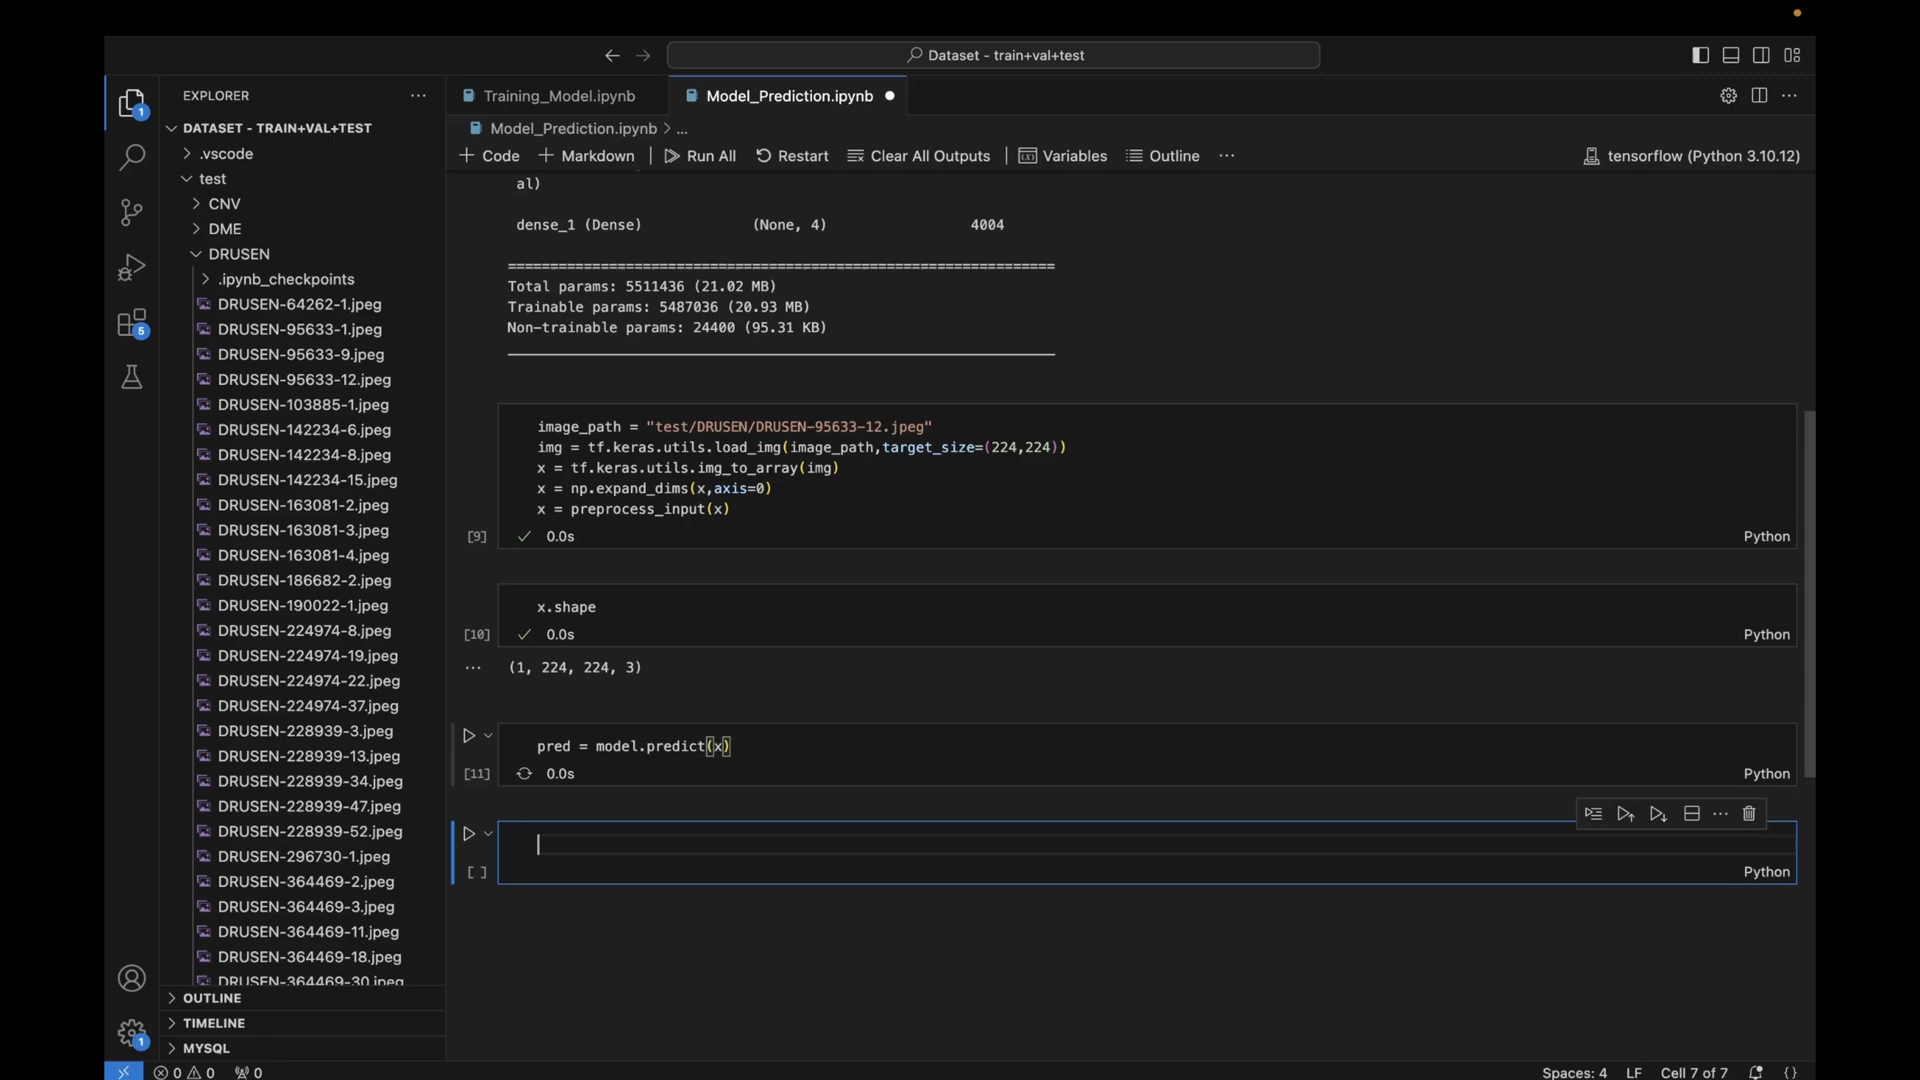 Dataset - train+val+test
EXPLORER
Training_Model.ipynb
Model_Prediction.ipynb
DATASET - TRAIN+VAL+TEST
Model_Prediction.ipynb > ...
.vscode
Code
Markdown
Run All
Restart
Clear All Outputs
Variables
Outline
tensorflow (Python 3.10.12)
test
CNV
DME
DRUSEN
.ipynb_checkpoints
DRUSEN-64262-1.jpeg
DRUSEN-95633-1.jpeg
DRUSEN-95633-9.jpeg
DRUSEN-95633-12.jpeg
DRUSEN-103885-1.jpeg
DRUSEN-142234-6.jpeg
DRUSEN-142234-8.jpeg
DRUSEN-142234-15.jpeg
DRUSEN-163081-2.jpeg
DRUSEN-163081-3.jpeg
DRUSEN-163081-4.jpeg
DRUSEN-186682-2.jpeg
DRUSEN-190022-1.jpeg
DRUSEN-224974-8.jpeg
DRUSEN-224974-19.jpeg
DRUSEN-224974-22.jpeg
DRUSEN-224974-37.jpeg
DRUSEN-228939-3.jpeg
DRUSEN-228939-13.jpeg
DRUSEN-228939-34.jpeg
DRUSEN-228939-47.jpeg
DRUSEN-228939-52.jpeg
DRUSEN-296730-1.jpeg
DRUSEN-364469-2.jpeg
DRUSEN-364469-3.jpeg
DRUSEN-364469-11.jpeg
DRUSEN-364469-18.jpeg
DRUSEN-364469-30.jpeg
OUTLINE
TIMELINE
MYSQL
al)
dense_1 (Dense) (None, 4) 4004
=================================================================
Total params: 5511436 (21.02 MB)
Trainable params: 5487036 (20.93 MB)
Non-trainable params: 24400 (95.31 KB)
image_path = "test/DRUSEN/DRUSEN-95633-12.jpeg"
img = tf.keras.utils.load_img(image_path,target_size=(224,224))
x = tf.keras.utils.img_to_array(img)
x = np.expand_dims(x,axis=0)
x = preprocess_input(x)
[9] 0.0s Python
x.shape
[10] 0.0s Python
(1, 224, 224, 3)
pred = model.predict(x)
[11] 0.0s Python
[ ] Python
1
5
1
0 0 0
Spaces: 4 LF Cell 7 of 7 {}